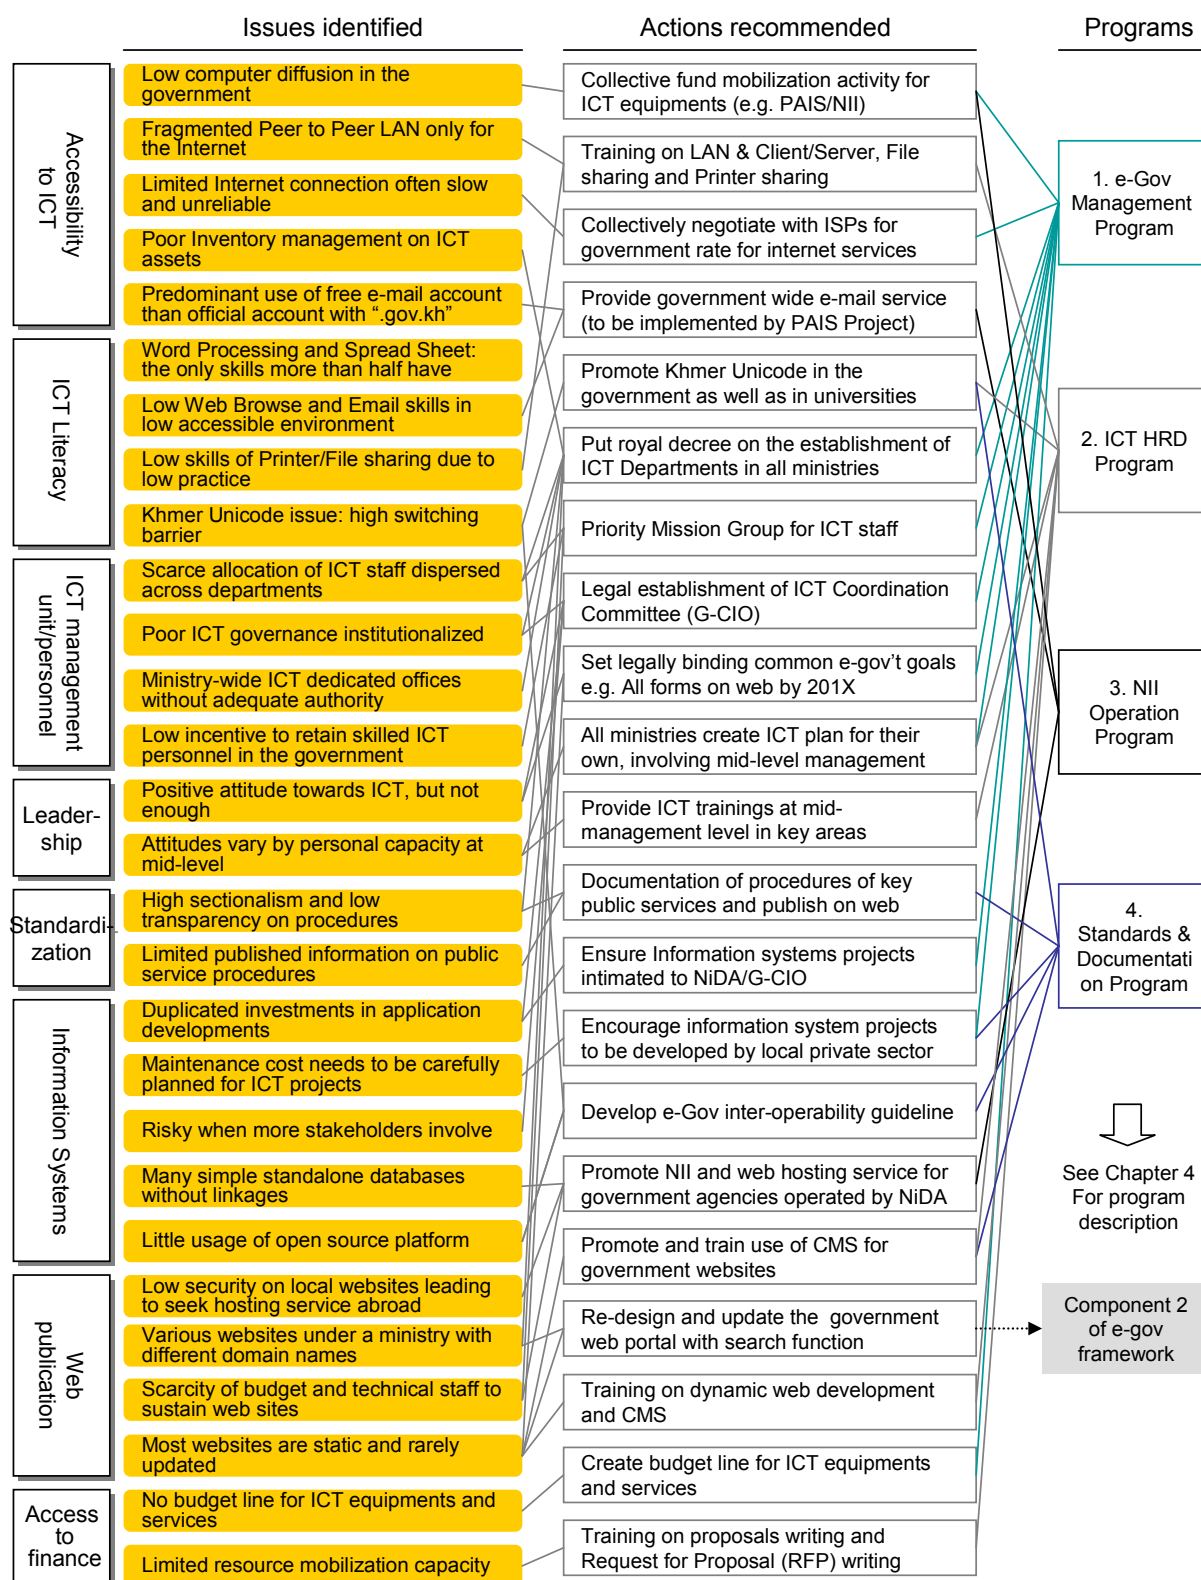 Issues identified
Actions recommended
Programs
Accessibility
to ICT
Low computer diffusion in the
government
Fragmented Peer to Peer LAN only for
the Internet
Limited Internet connection often slow
and unreliable
Poor Inventory management on ICT
assets
Predominant use of free e-mail account
than official account with “.gov.kh”
ICT Literacy
Word Processing and Spread Sheet:
the only skills more than half have
Low Web Browse and Email skills in
low accessible environment
Low skills of Printer/File sharing due to
low practice
Khmer Unicode issue: high switching
barrier
ICT management
unit/personnel
Scarce allocation of ICT staff dispersed
across departments
Poor ICT governance institutionalized
Ministry-wide ICT dedicated offices
without adequate authority
Low incentive to retain skilled ICT
personnel in the government
Leader-
ship
Positive attitude towards ICT, but not
enough
Attitudes vary by personal capacity at
mid-level
Standardi-
zation
High sectionalism and low
transparency on procedures
Limited published information on public
service procedures
Information Systems
Duplicated investments in application
developments
Maintenance cost needs to be carefully
planned for ICT projects
Risky when more stakeholders involve
Many simple standalone databases
without linkages
Little usage of open source platform
Web
publication
Low security on local websites leading
to seek hosting service abroad
Various websites under a ministry with
different domain names
Scarcity of budget and technical staff to
sustain web sites
Most websites are static and rarely
updated
Access
to
finance
No budget line for ICT equipments and
services
Limited resource mobilization capacity
Collective fund mobilization activity for
ICT equipments (e.g. PAIS/NII)
Training on LAN & Client/Server, File
sharing and Printer sharing
Collectively negotiate with ISPs for
government rate for internet services
Provide government wide e-mail service
(to be implemented by PAIS Project)
Promote Khmer Unicode in the
government as well as in universities
Put royal decree on the establishment of
ICT Departments in all ministries
Priority Mission Group for ICT staff
Legal establishment of ICT Coordination
Committee (G-CIO)
Set legally binding common e-gov’t goals
e.g. All forms on web by 201X
All ministries create ICT plan for their
own, involving mid-level management
Provide ICT trainings at mid-
management level in key areas
Documentation of procedures of key
public services and publish on web
Ensure Information systems projects
intimated to NiDA/G-CIO
Encourage information system projects
to be developed by local private sector
Develop e-Gov inter-operability guideline
Promote NII and web hosting service for
government agencies operated by NiDA
Promote and train use of CMS for
government websites
Re-design and update the government
web portal with search function
Training on dynamic web development
and CMS
Create budget line for ICT equipments
and services
Training on proposals writing and
Request for Proposal (RFP) writing
1. e-Gov
Management
Program
2. ICT HRD
Program
3. NII
Operation
Program
4.
Standards &
Documentati
on Program
See Chapter 4
For program
description
Component 2
of e-gov
framework